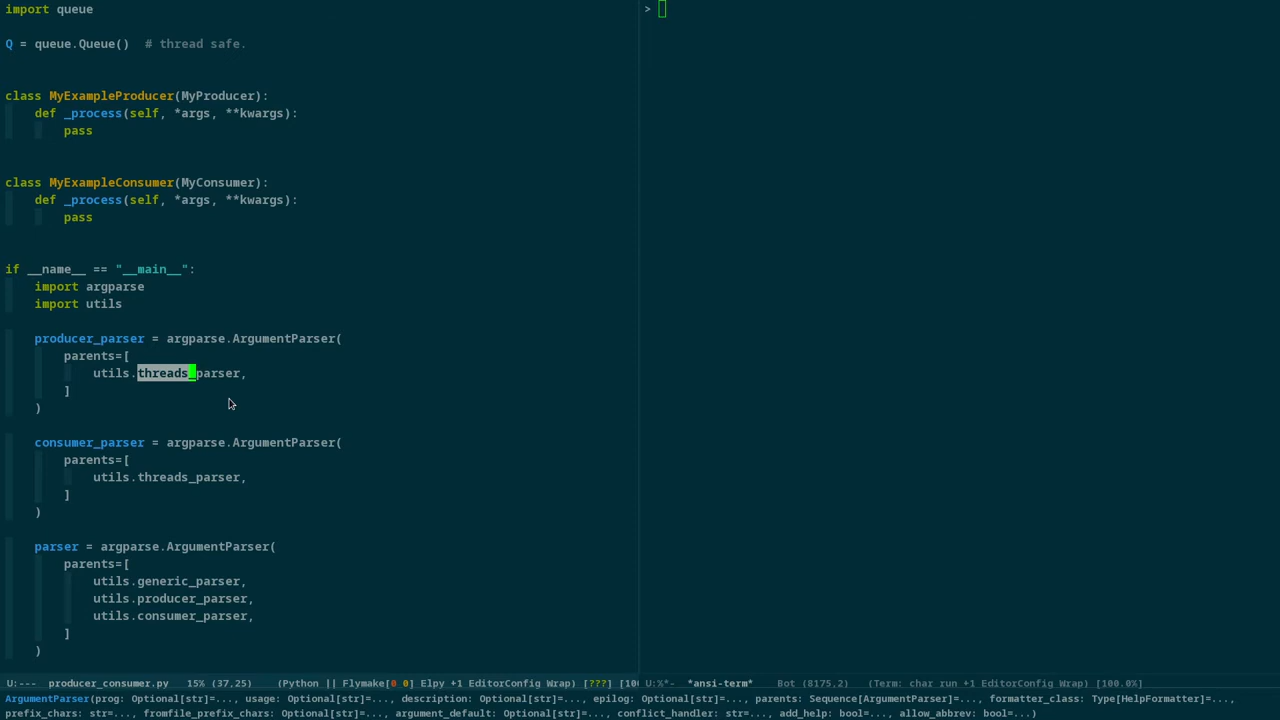 import queue
Q = queue.Queue()  # thread safe.
class MyExampleProducer(MyProducer):
    def _process(self, *args, **kwargs):
        pass
class MyExampleConsumer(MyConsumer):
    def _process(self, *args, **kwargs):
        pass
if __name__ == "__main__":
    import argparse
    import utils
    producer_parser = argparse.ArgumentParser(
        parents=[
            utils.threads_parser,
        ]
    )
    consumer_parser = argparse.ArgumentParser(
        parents=[
            utils.threads_parser,
        ]
    )
    parser = argparse.ArgumentParser(
        parents=[
            utils.generic_parser,
            utils.producer_parser,
            utils.consumer_parser,
        ]
    )
U:---  producer_consumer.py   15% (37,25)    (Python || Flymake[0 0] Elpy +1 EditorConfig Wrap) [???] [10
>
U:%*-  *ansi-term*    Bot (8175,2)   (Term: char run +1 EditorConfig Wrap) [100.0%]
ArgumentParser(prog: Optional[str]=..., usage: Optional[str]=..., description: Optional[str]=..., epilog: Optional[str]=..., parents: Sequence[ArgumentParser]=..., formatter_class: Type[HelpFormatter]=...,
prefix_chars: str=..., fromfile_prefix_chars: Optional[str]=..., argument_default: Optional[str]=..., conflict_handler: str=..., add_help: bool=..., allow_abbrev: bool=...)